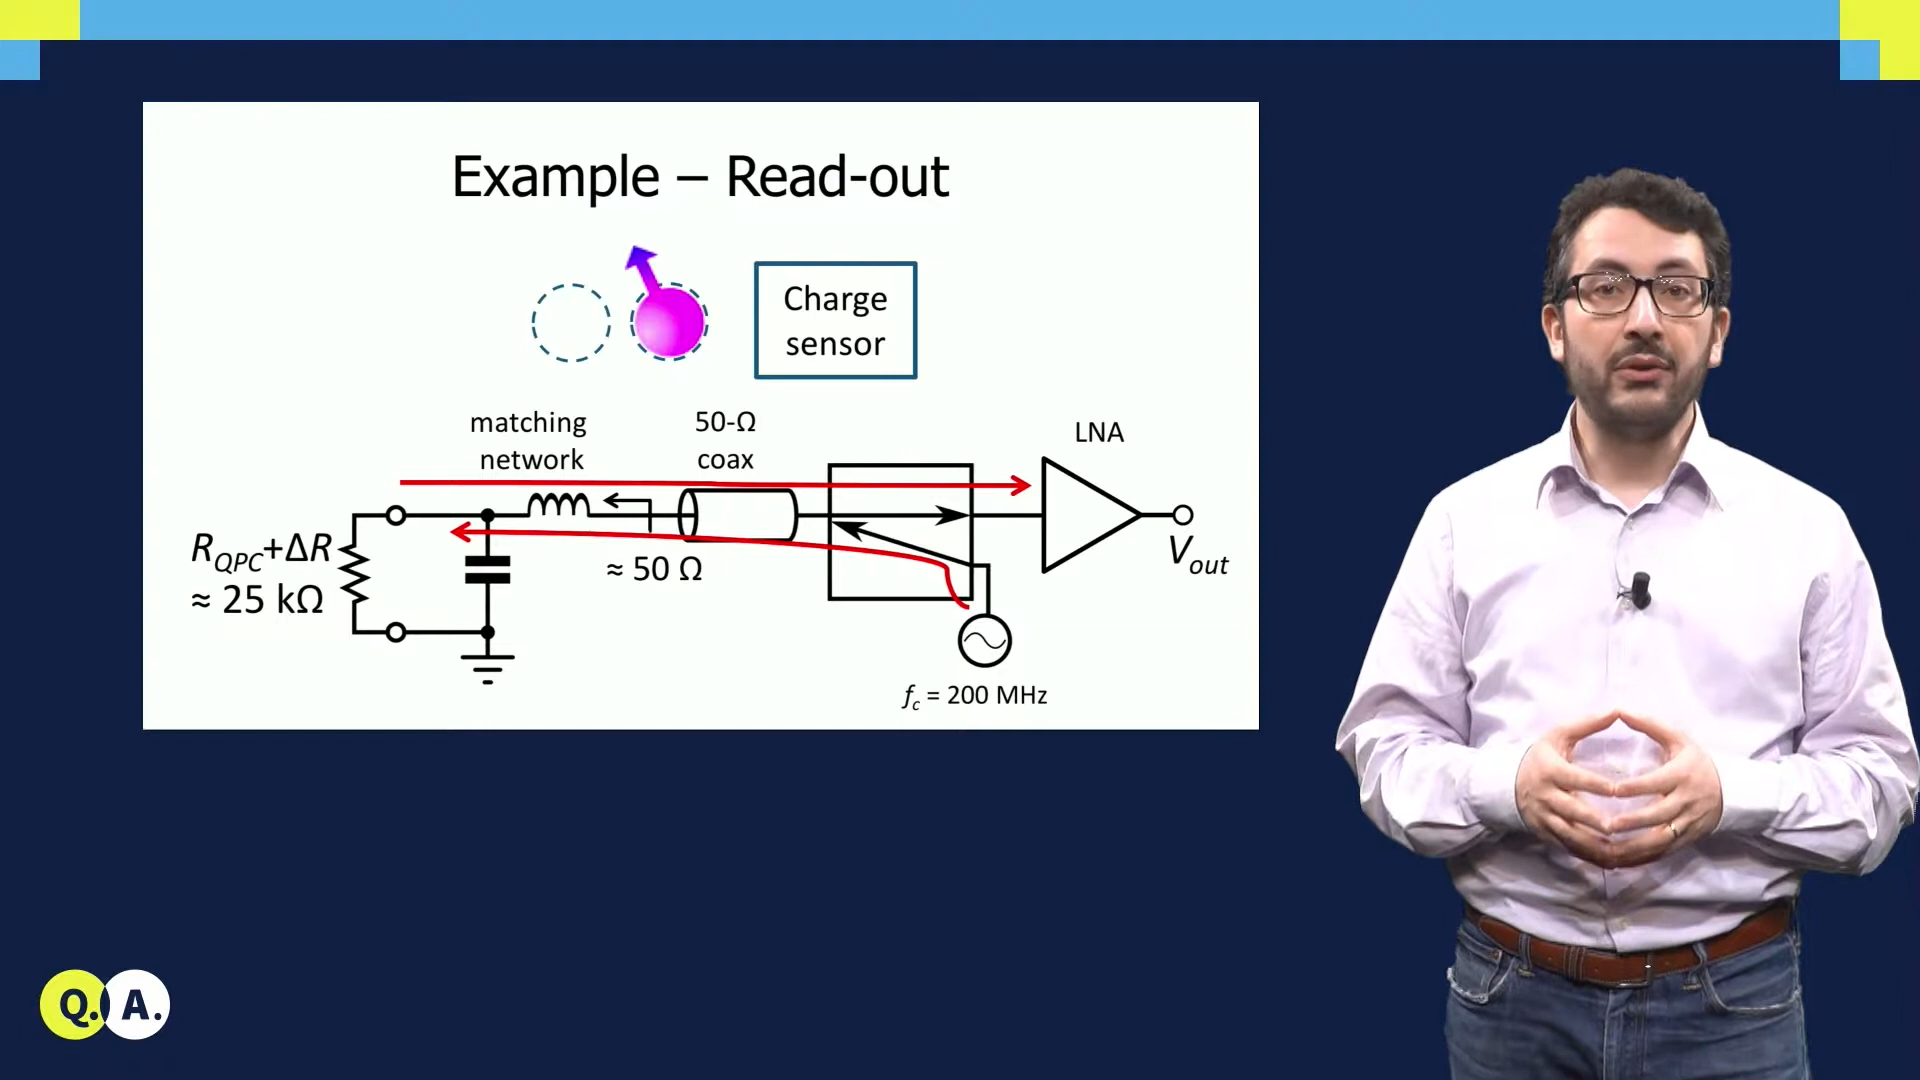 Example – Read-out
Charge
sensor
matching
network
50-Ω
coax
LNA
R_QPC+ΔR
≈ 25 kΩ
≈ 50 Ω
V_out
f_c = 200 MHz
Q. A.